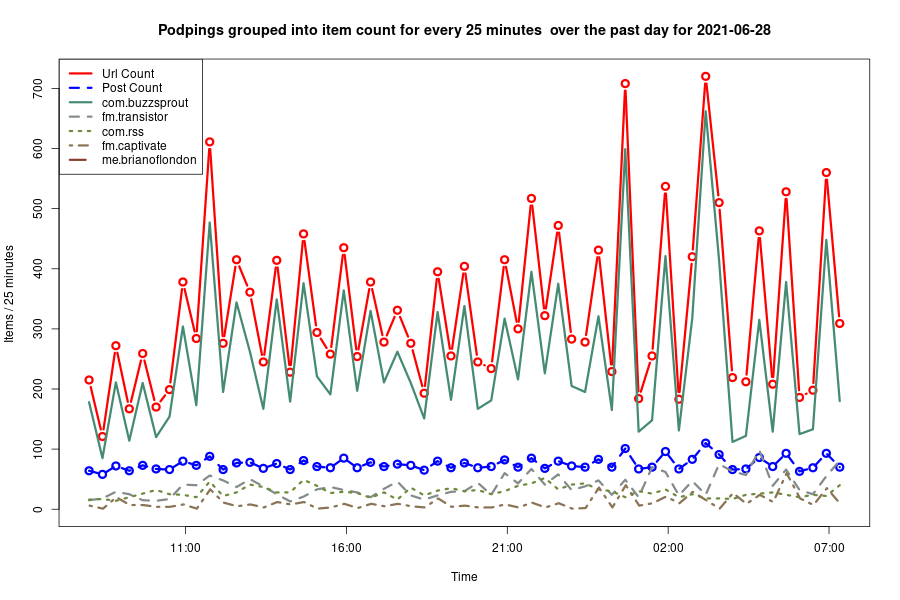 Podpings grouped into item count for every 25 minutes  over the past day for 2021-06-28
Url Count
Post Count
com.buzzsprout
fm.transistor
com.rss
fm.captivate
me.brianoflondon
Items / 25 minutes
700
600
500
400
300
200
100
0
11:00 16:00 21:00 02:00 07:00
Time